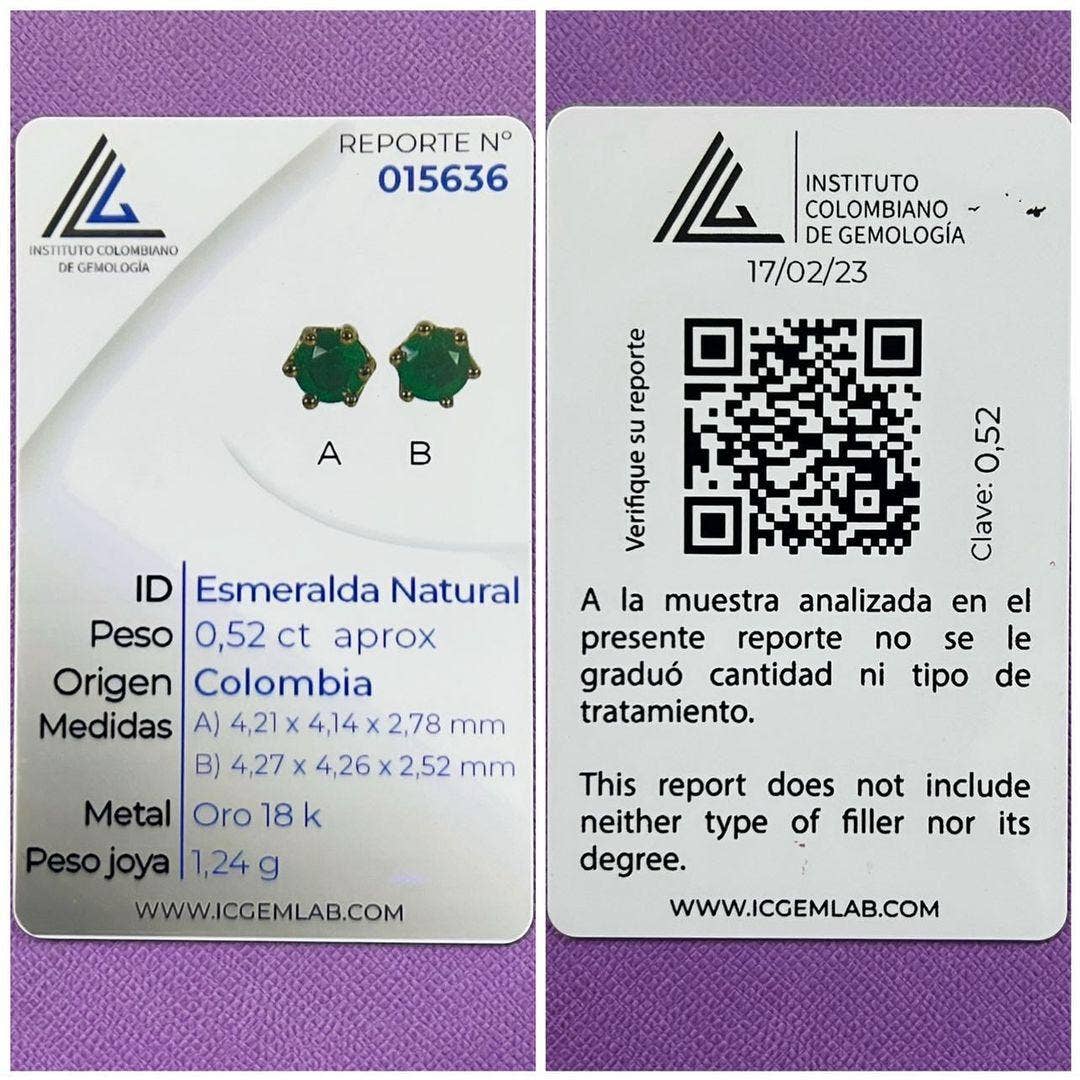 REPORTE Nº
015636
INSTITUTO COLOMBIANO
DE GEMOLOGÍA
A B
ID Esmeralda Natural
Peso 0,52 ct aprox
Origen Colombia
Medidas A) 4,21 x 4,14 x 2,78 mm
B) 4,27 x 4,26 x 2,52 mm
Metal Oro 18 k
Peso joya 1,24 g
WWW.ICGEMLAB.COM
INSTITUTO
COLOMBIANO
DE GEMOLOGÍA
17/02/23
Verifique su reporte
Clave: 0,52
A la muestra analizada en el
presente reporte no se le
graduó cantidad ni tipo de
tratamiento.
This report does not include
neither type of filler nor its
degree.
WWW.ICGEMLAB.COM